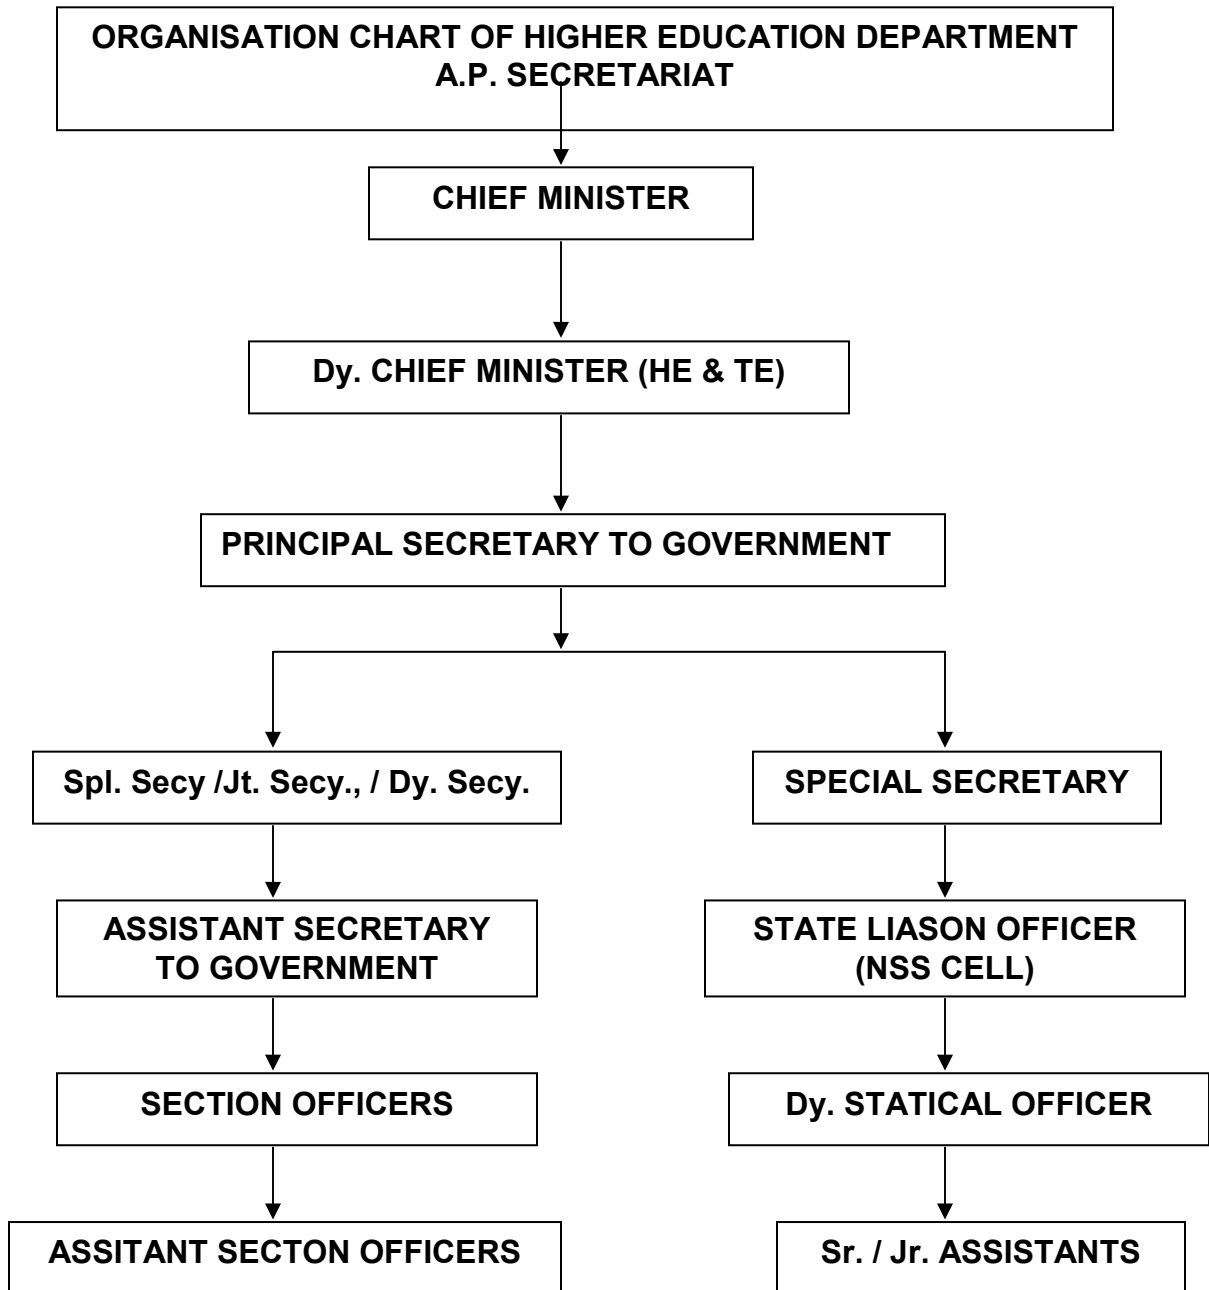 ORGANISATION CHART OF HIGHER EDUCATION DEPARTMENT
A.P. SECRETARIAT
CHIEF MINISTER
Dy. CHIEF MINISTER (HE & TE)
PRINCIPAL SECRETARY TO GOVERNMENT
Spl. Secy /Jt. Secy., / Dy. Secy.
SPECIAL SECRETARY
ASSISTANT SECRETARY
TO GOVERNMENT
STATE LIASON OFFICER
(NSS CELL)
SECTION OFFICERS
Dy. STATICAL OFFICER
ASSITANT SECTON OFFICERS
Sr. / Jr. ASSISTANTS